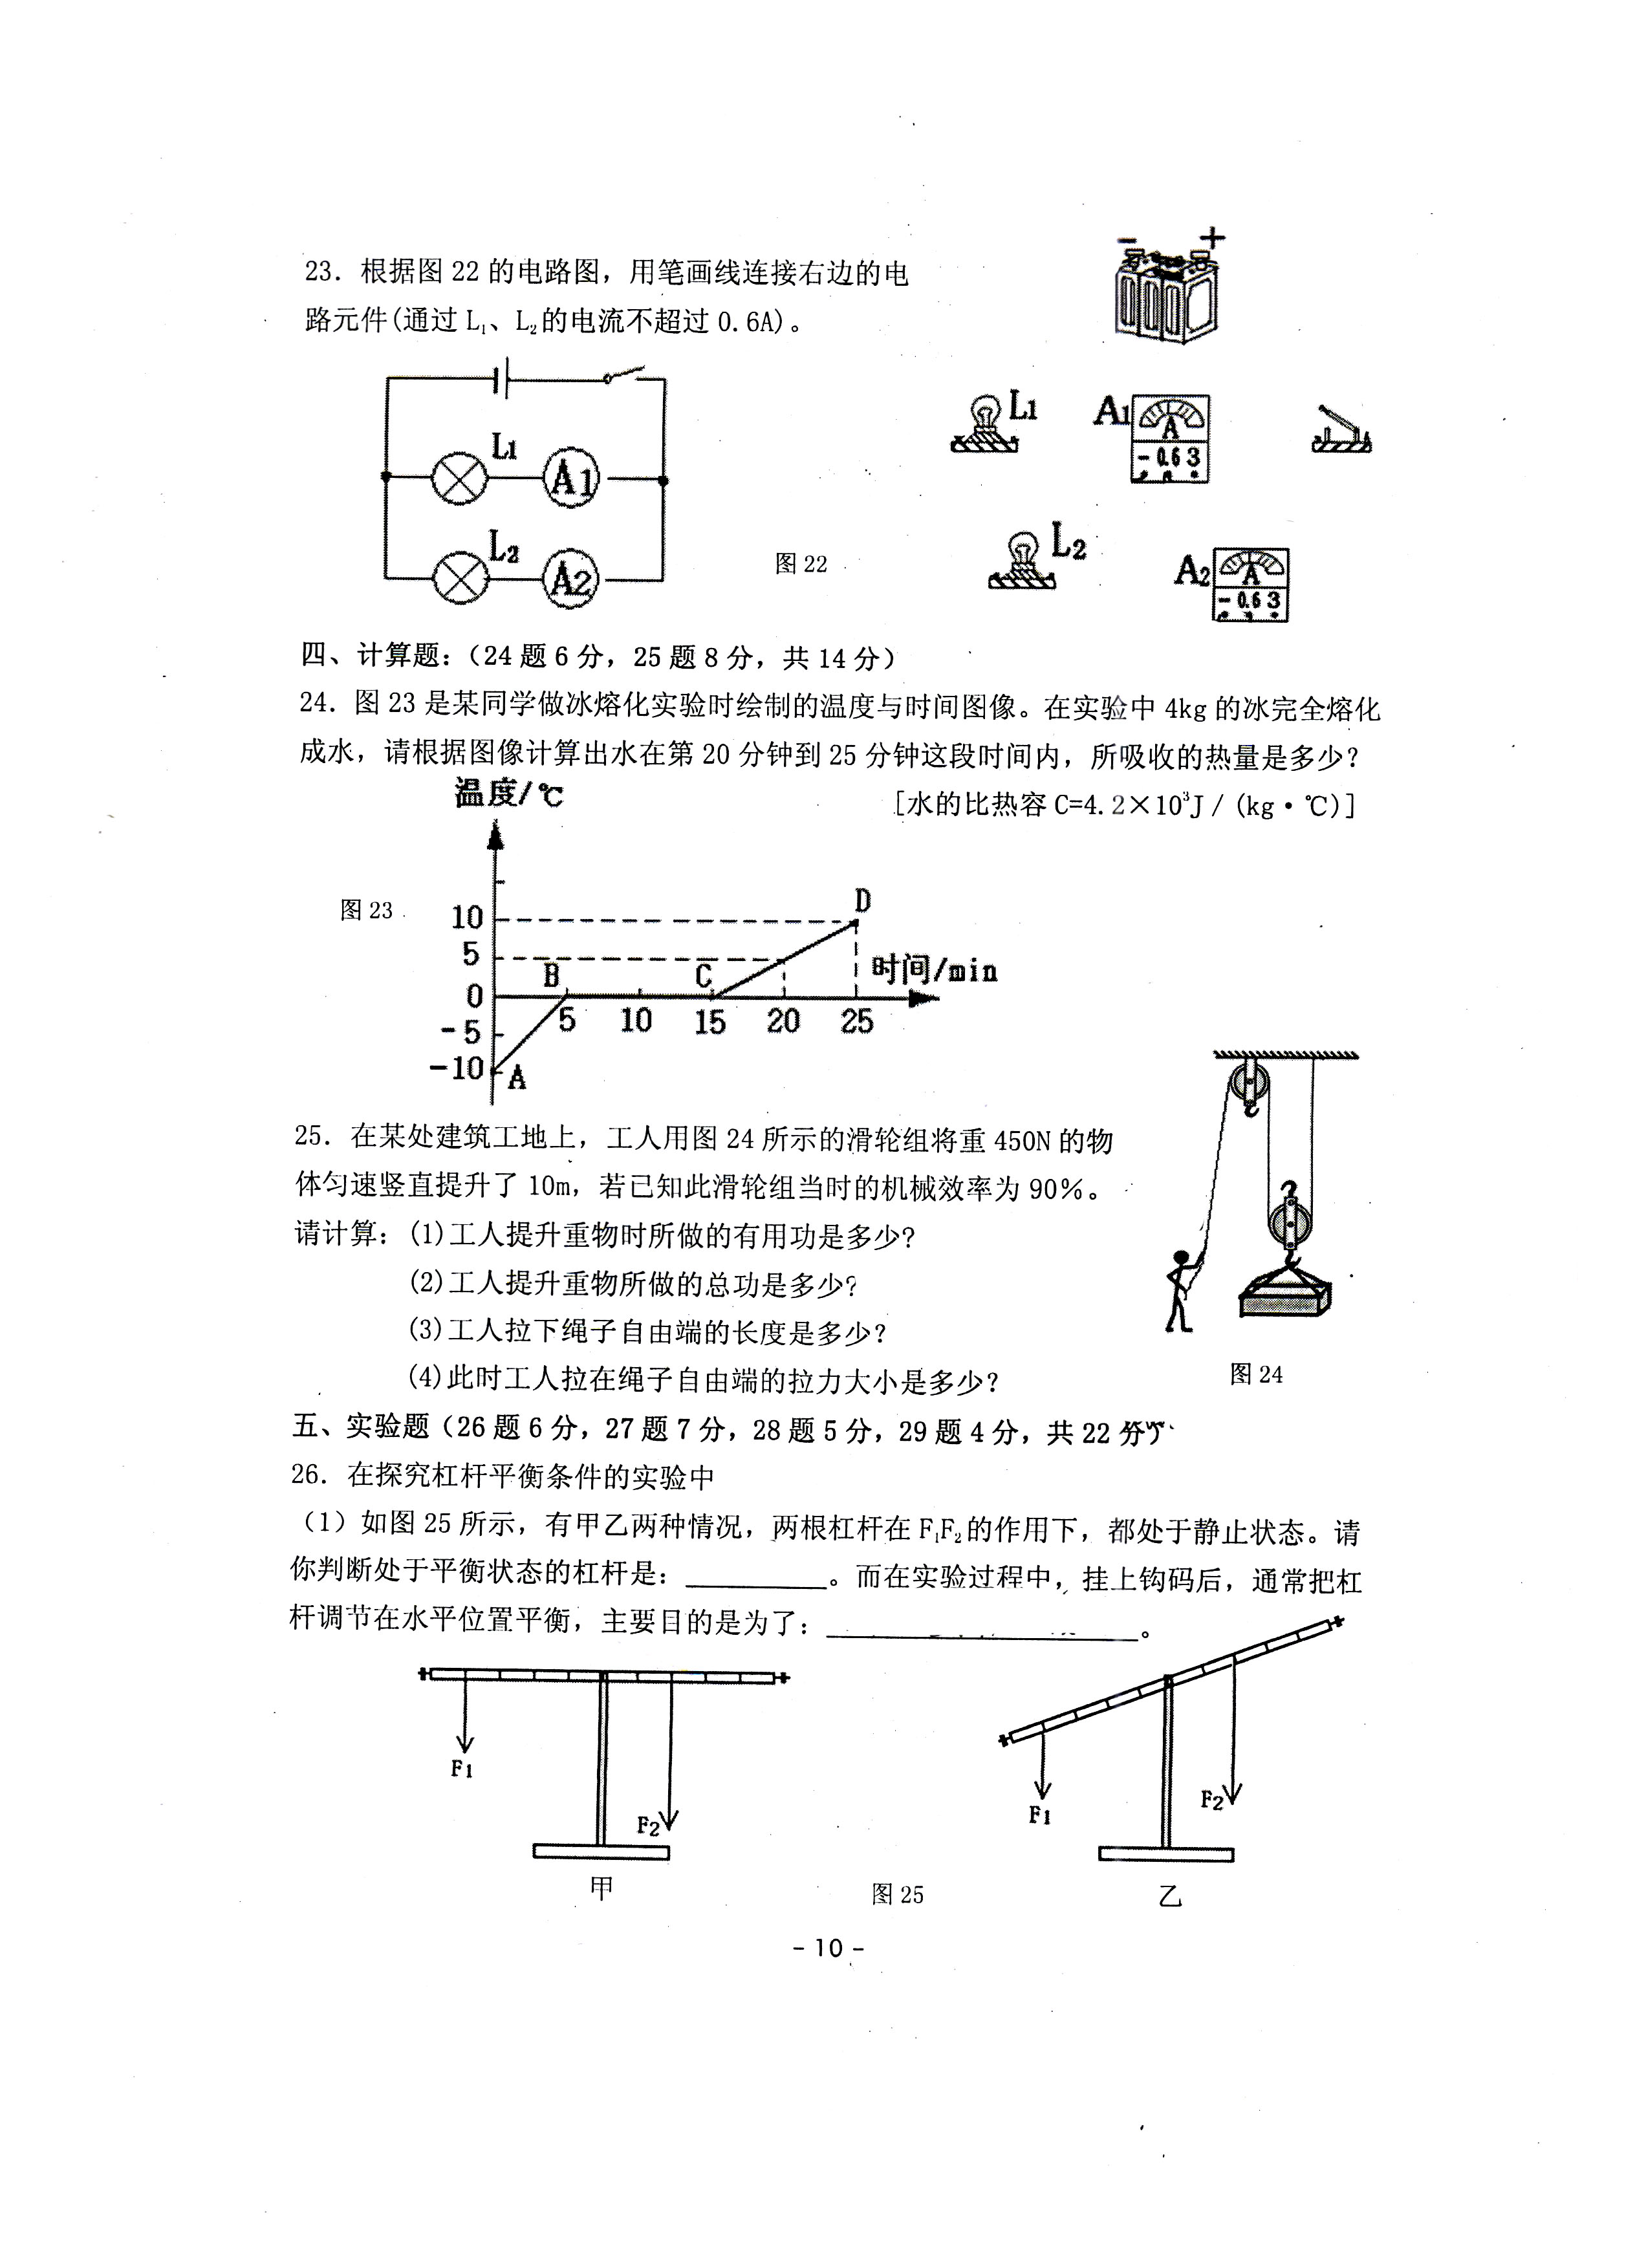 23. 根据图 22 的电路图，用笔画线连接右边的电
路元件(通过 L₁、L₂的电流不超过 0.6A)。
- +
L1
A1
A
- 0.6 3
L1
A1
L2
A2
图 22
L2
A2
A
- 0.6 3
四、计算题：（24 题 6 分，25 题 8 分，共 14 分）
24. 图 23 是某同学做冰熔化实验时绘制的温度与时间图像。在实验中 4kg 的冰完全熔化
成水，请根据图像计算出水在第 20 分钟到 25 分钟这段时间内，所吸收的热量是多少？
[水的比热容 C=4.2×10³J / (kg·℃)]
温度/℃
图 23
10
5
0
-5
-10
A
B
C
D
5 10 15 20 25
时间/min
25. 在某处建筑工地上，工人用图 24 所示的滑轮组将重 450N 的物
体匀速竖直提升了 10m，若已知此滑轮组当时的机械效率为 90%。
请计算：(1)工人提升重物时所做的有用功是多少？
(2)工人提升重物所做的总功是多少？
(3)工人拉下绳子自由端的长度是多少？
(4)此时工人拉在绳子自由端的拉力大小是多少？
图 24
五、实验题（26 题 6 分，27 题 7 分，28 题 5 分，29 题 4 分，共 22 分
26. 在探究杠杆平衡条件的实验中
（1）如图 25 所示，有甲乙两种情况，两根杠杆在 F₁F₂的作用下，都处于静止状态。请
你判断处于平衡状态的杠杆是：__________。而在实验过程中，挂上钩码后，通常把杠
杆调节在水平位置平衡，主要目的是为了：______________________。
F1
F2
甲
F1
F2
乙
图 25
- 10 -